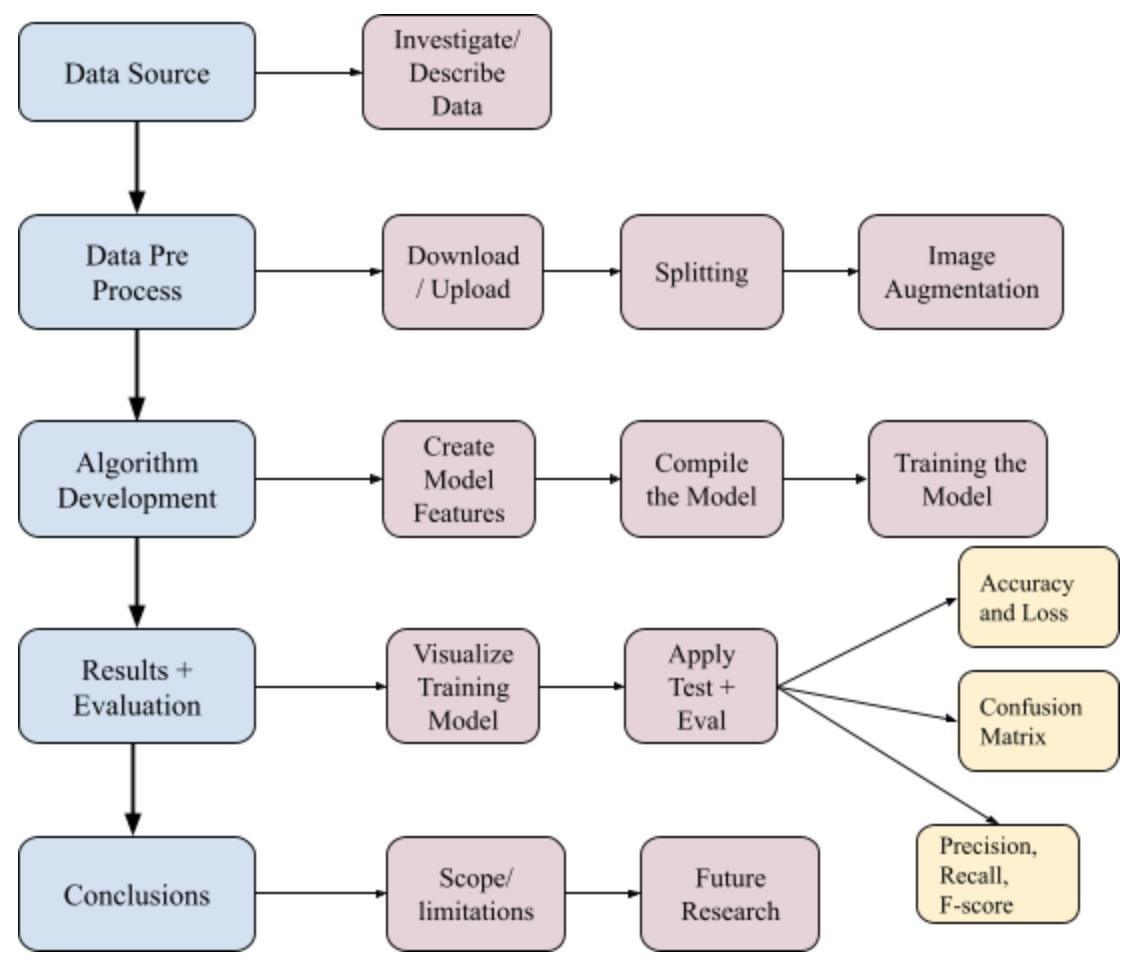 Data Source
Investigate/
Describe
Data
Data Pre
Process
Download
/ Upload
Splitting
Image
Augmentation
Algorithm
Development
Create
Model
Features
Compile
the Model
Training the
Model
Results +
Evaluation
Visualize
Training
Model
Apply
Test +
Eval
Accuracy
and Loss
Confusion
Matrix
Precision,
Recall,
F-score
Conclusions
Scope/
limitations
Future
Research